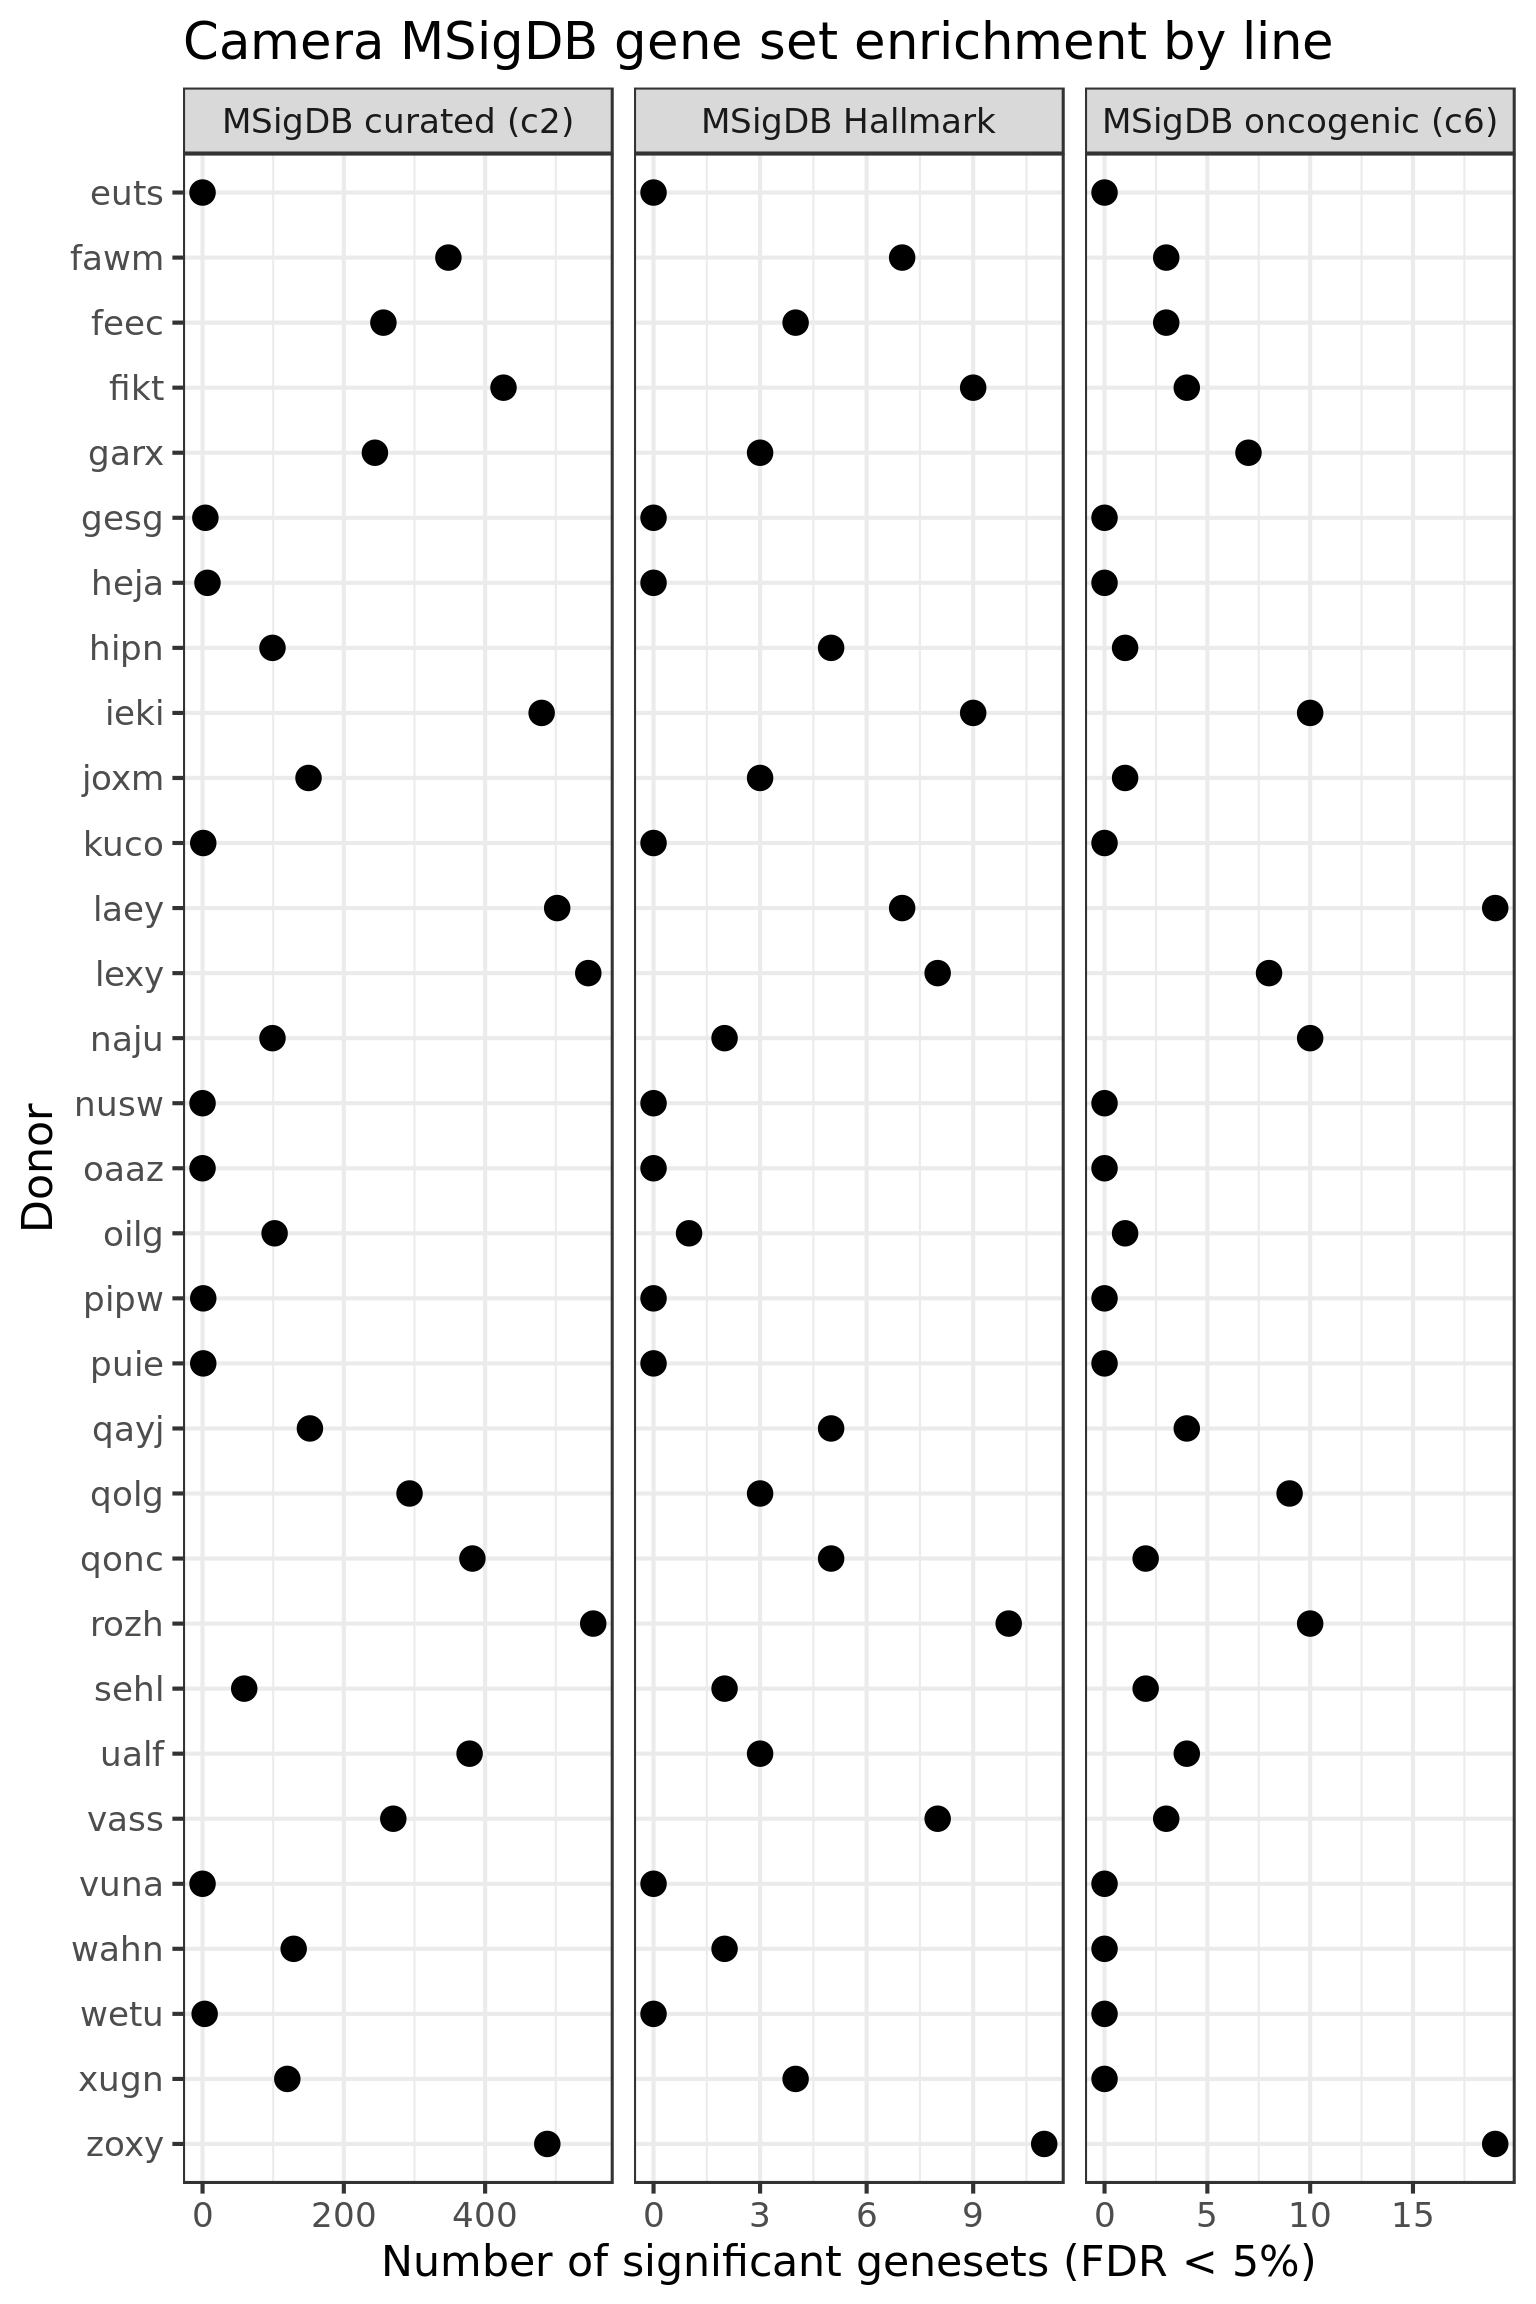 Camera MSigDB gene set enrichment by line
MSigDB curated (c2) MSigDB Hallmark MSigDB oncogenic (c6)
euts
fawm
feec
fikt
garx
gesg
heja
hipn
ieki
joxm
kuco
laey
lexy
naju
nusw
oaaz
oilg
pipw
puie
qayj
qolg
qonc
rozh
sehl
ualf
vass
vuna
wahn
wetu
xugn
zoxy
Donor
0 200 400 0 3 6 9 0 5 10 15
Number of significant genesets (FDR < 5%)